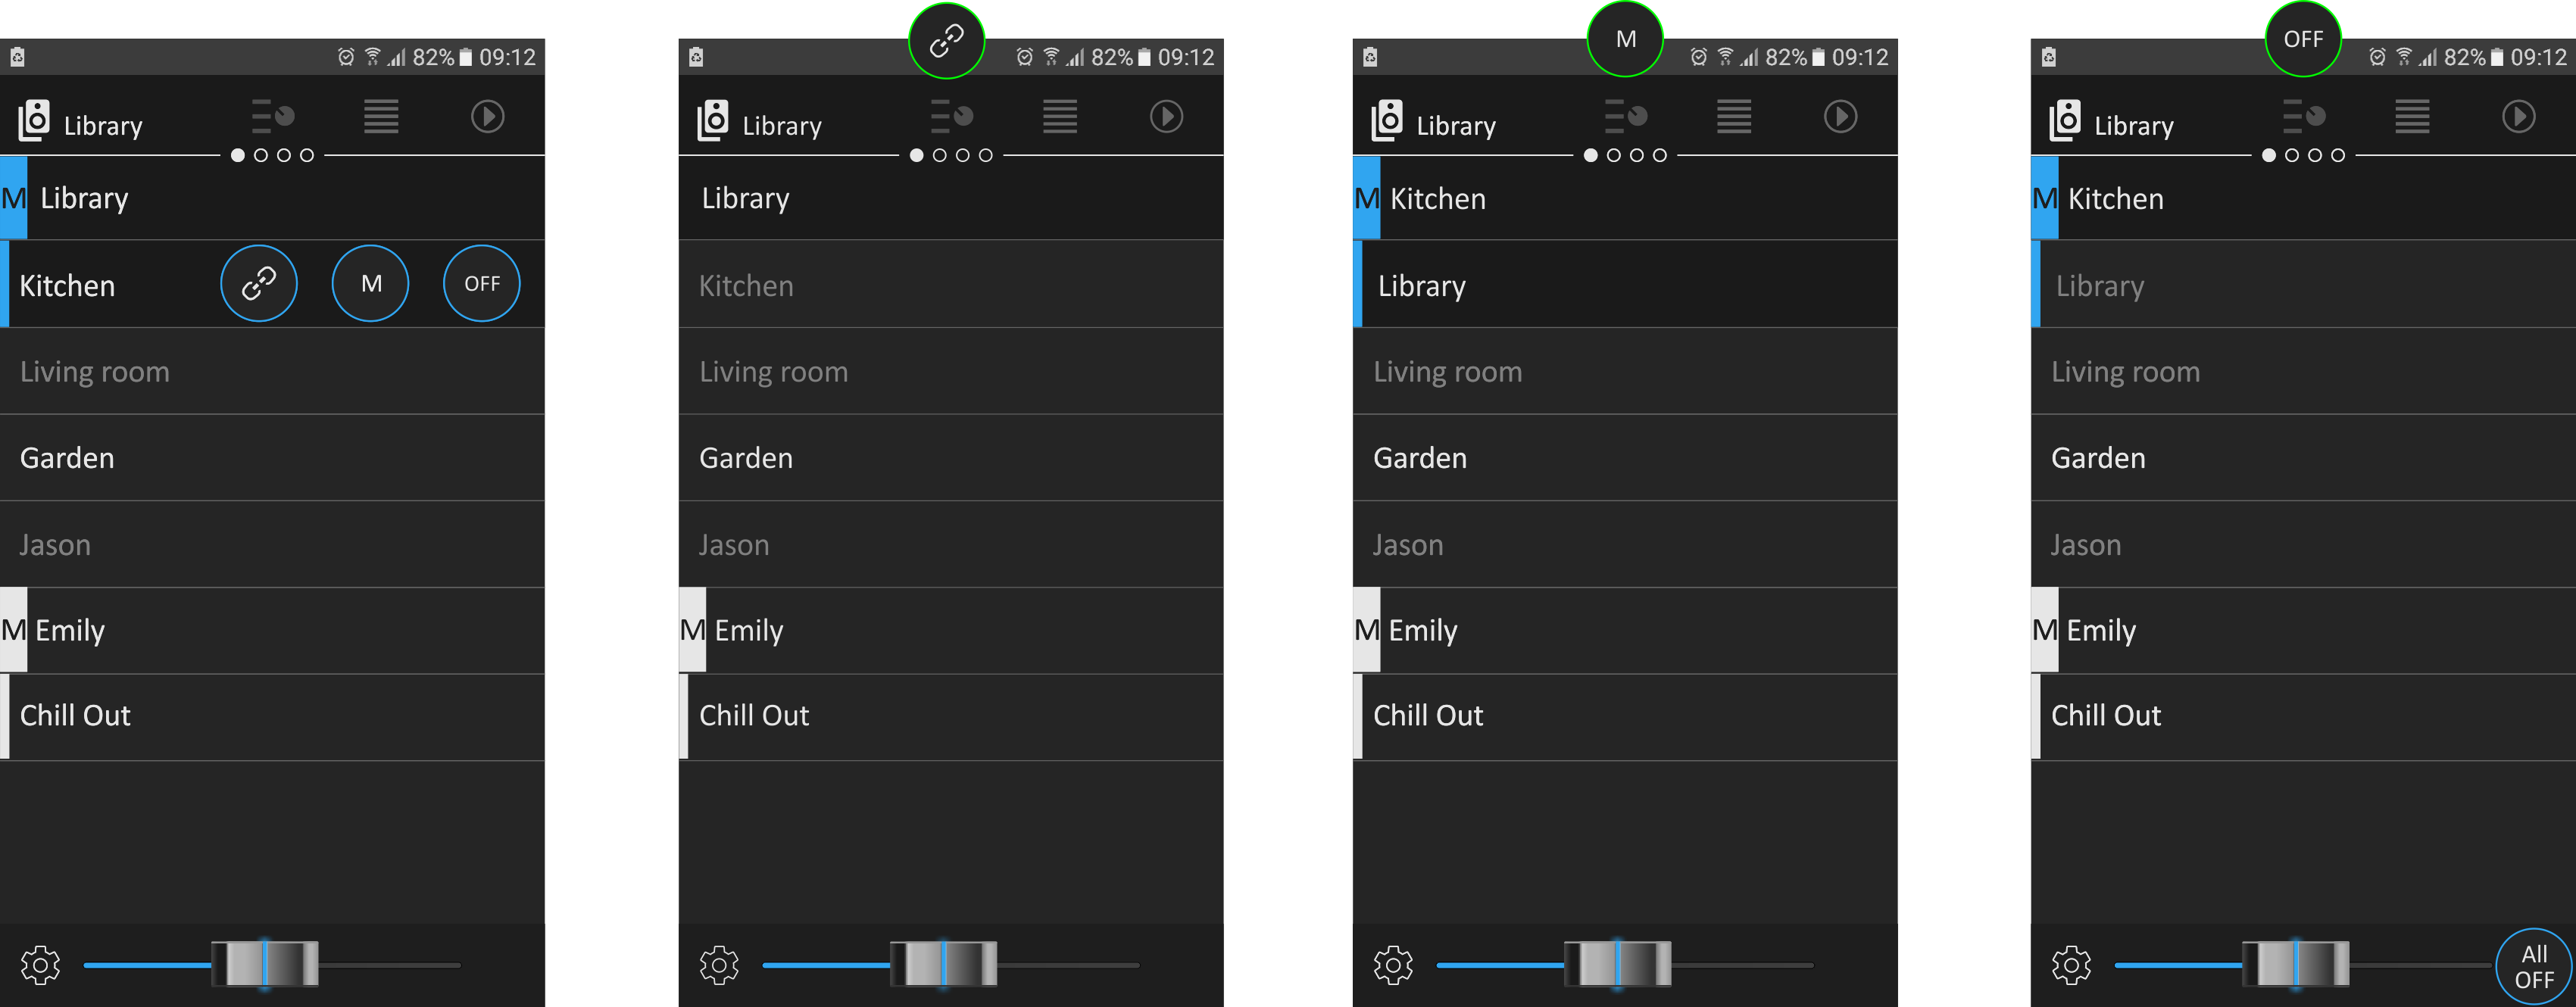 82% 09:12
Library
M Library
Kitchen M OFF
Living room
Garden
Jason
M Emily
Chill Out
82% 09:12
Library
Library
Kitchen
Living room
Garden
Jason
M Emily
Chill Out
M
82% 09:12
Library
M Kitchen
Library
Living room
Garden
Jason
M Emily
Chill Out
OFF
82% 09:12
Library
M Kitchen
Library
Living room
Garden
Jason
M Emily
Chill Out
All
OFF